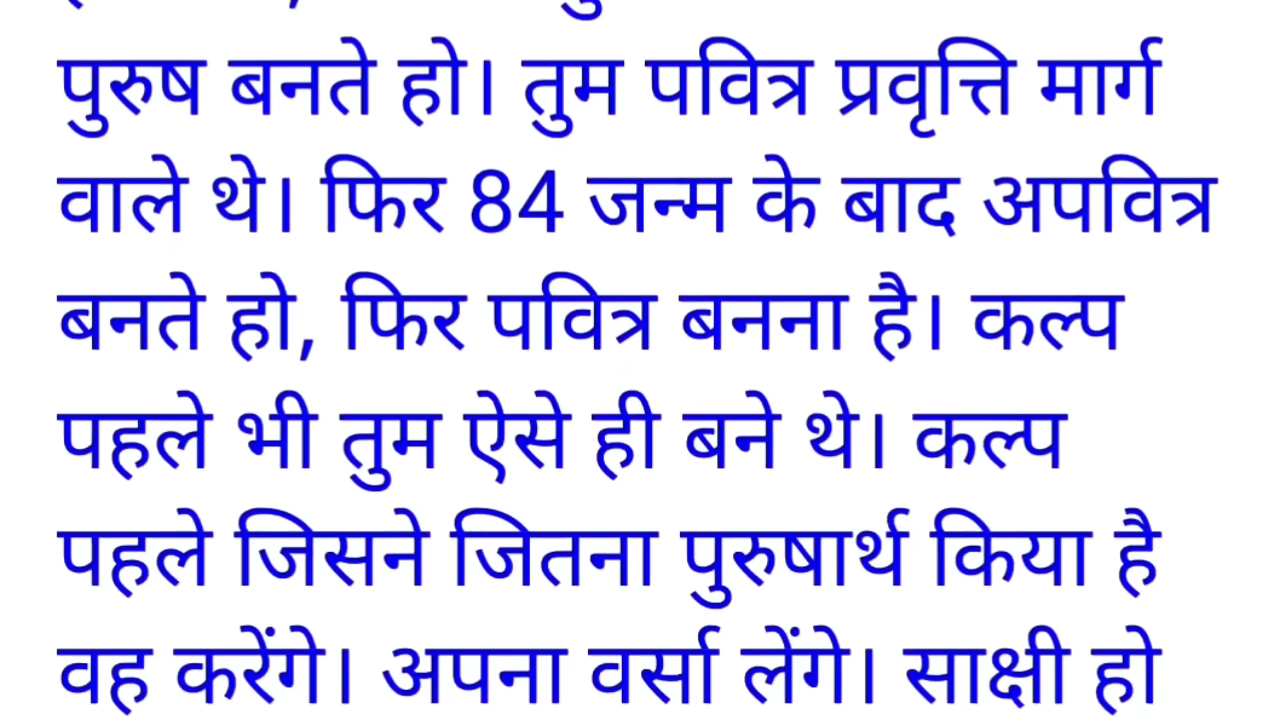 पुरुष बनते हो। तुम पवित्र प्रवृत्ति मार्ग
वाले थे। फिर 84 जन्म के बाद अपवित्र
बनते हो, फिर पवित्र बनना है। कल्प
पहले भी तुम ऐसे ही बने थे। कल्प
पहले जिसने जितना पुरुषार्थ किया है
वह करेंगे। अपना वर्सा लेंगे। साक्षी हो